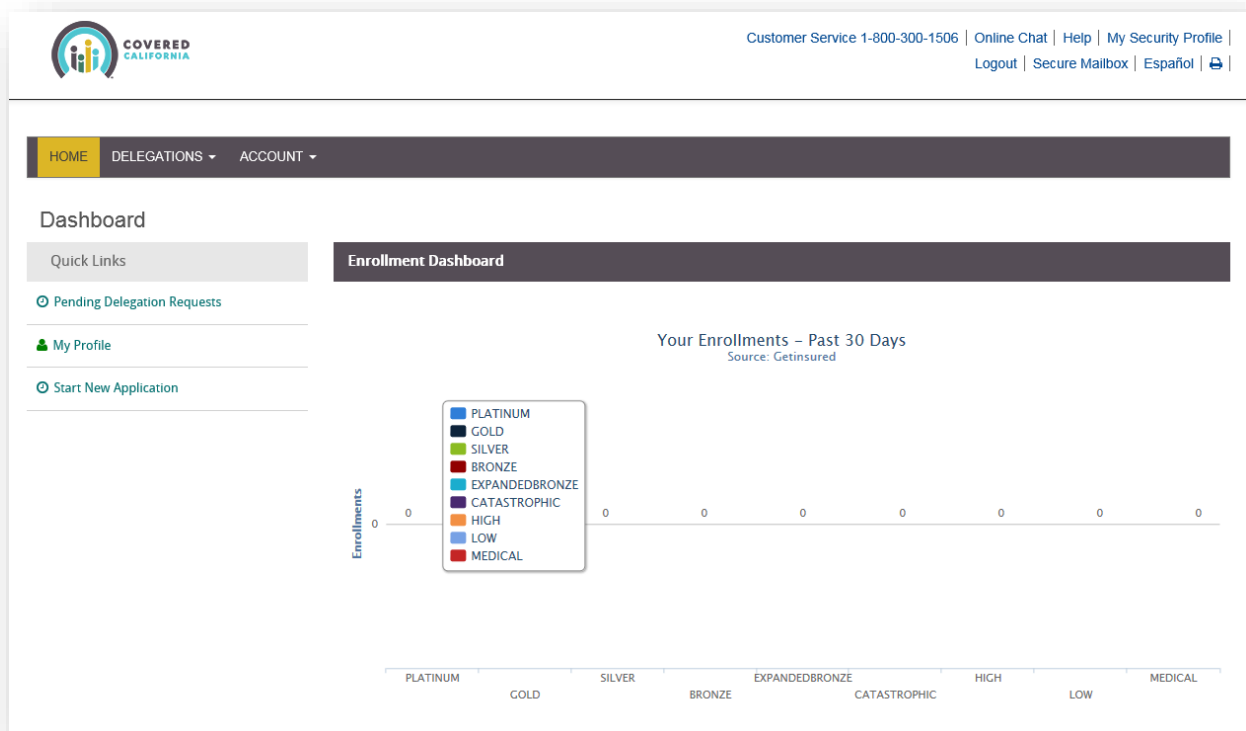 COVERED
CALIFORNIA
Customer Service 1-800-300-1506 | Online Chat | Help | My Security Profile |
Logout | Secure Mailbox | Español |
HOME DELEGATIONS ACCOUNT
Dashboard
Quick Links
Pending Delegation Requests
My Profile
Start New Application
Enrollment Dashboard
Your Enrollments – Past 30 Days
Source: Getinsured
PLATINUM
GOLD
SILVER
BRONZE
EXPANDEDBRONZE
CATASTROPHIC
HIGH
LOW
MEDICAL
Enrollments
0
0 0 0 0 0 0 0 0
PLATINUM SILVER EXPANDEDBRONZE HIGH MEDICAL
GOLD BRONZE CATASTROPHIC LOW